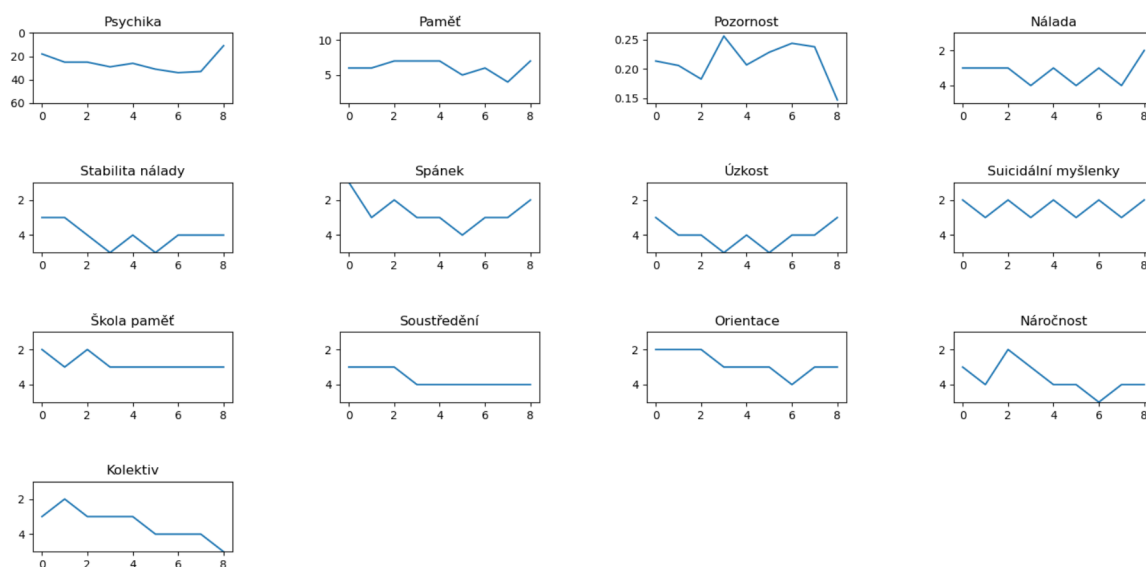 Psychika
0
20
40
60
0 2 4 6 8
Paměť
10
5
0 2 4 6 8
Pozornost
0.25
0.20
0.15
0 2 4 6 8
Nálada
2
4
0 2 4 6 8
Stabilita nálady
2
4
0 2 4 6 8
Spánek
2
4
0 2 4 6 8
Úzkost
2
4
0 2 4 6 8
Suicidální myšlenky
2
4
0 2 4 6 8
Škola paměť
2
4
0 2 4 6 8
Soustředění
2
4
0 2 4 6 8
Orientace
2
4
0 2 4 6 8
Náročnost
2
4
0 2 4 6 8
Kolektiv
2
4
0 2 4 6 8